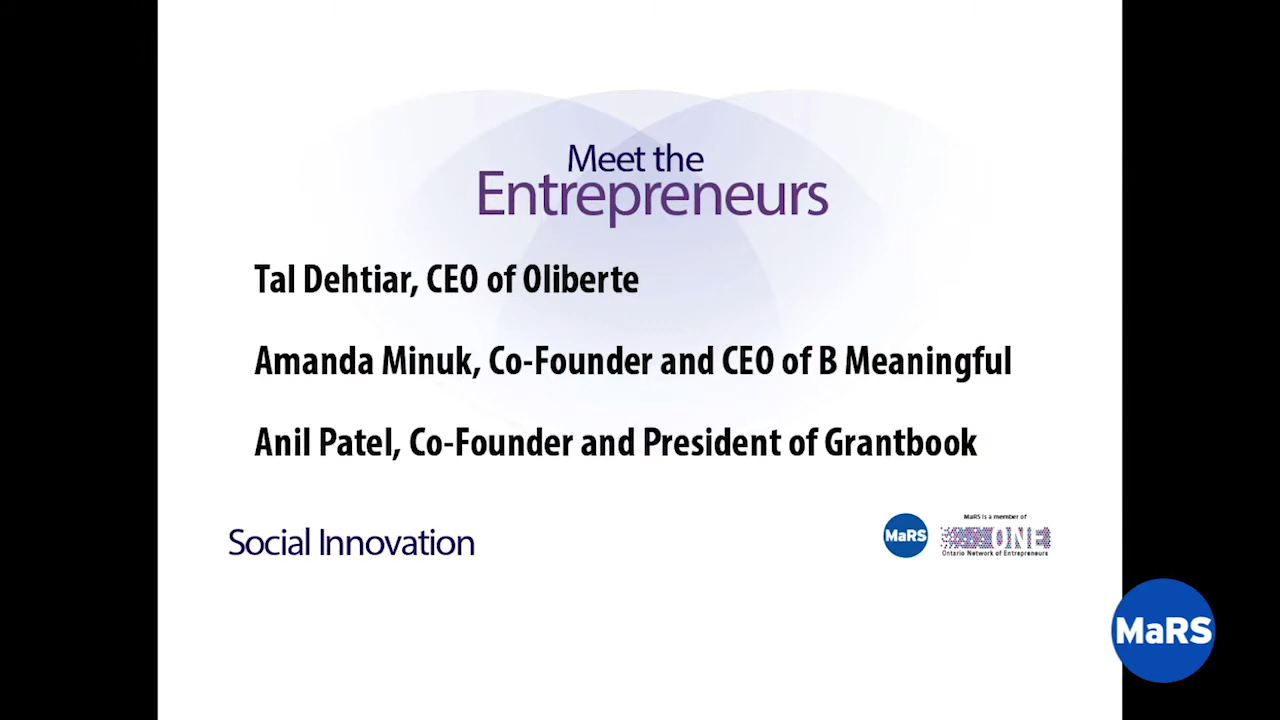 Meet the
Entrepreneurs
Tal Dehtiar, CEO of Oliberte
Amanda Minuk, Co-Founder and CEO of B Meaningful
Anil Patel, Co-Founder and President of Grantbook
Social Innovation
MaRS
MaRS is a member of
ONE
Ontario Network of Entrepreneurs
MaRS